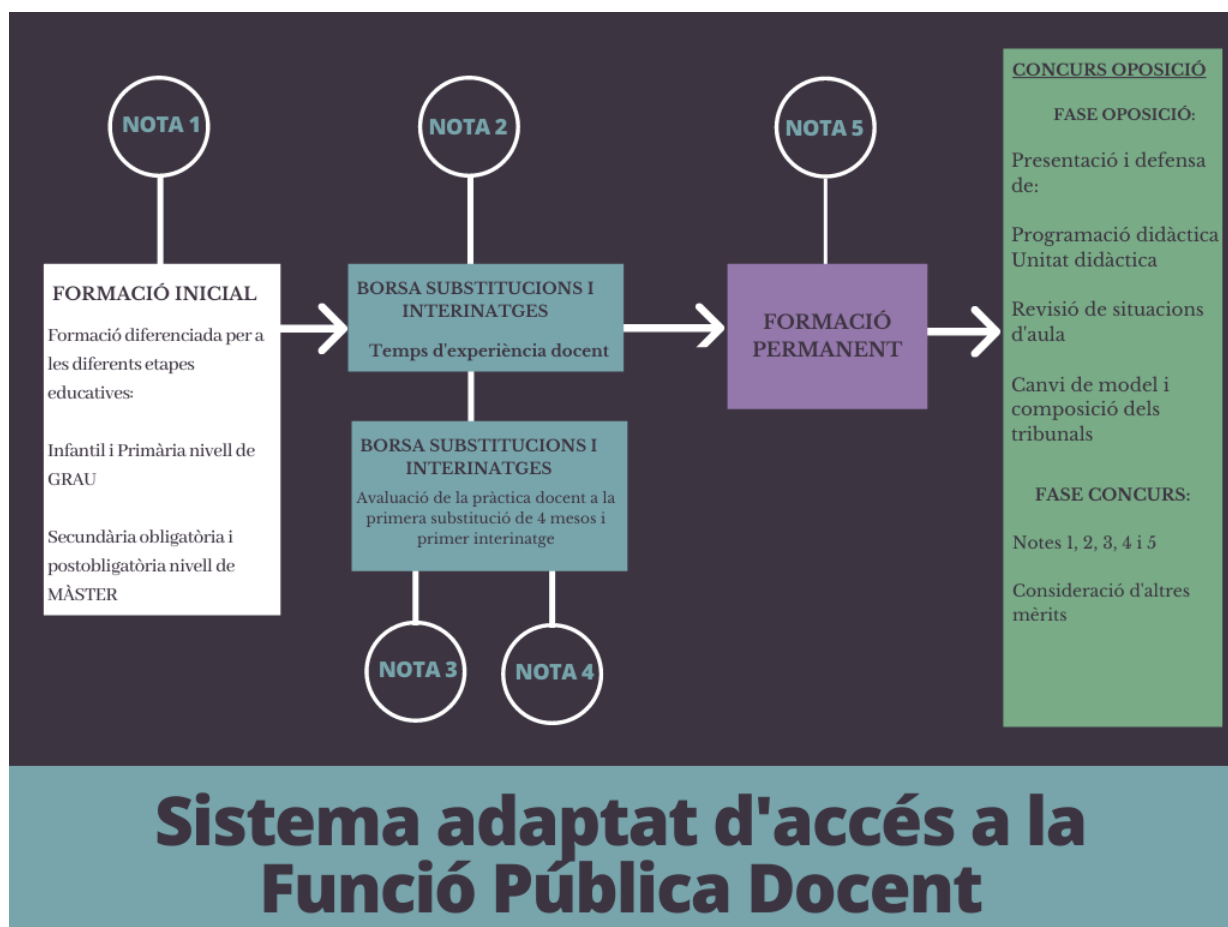 NOTA 1
FORMACIÓ INICIAL
Formació diferenciada per a
les diferents etapes
educatives:
Infantil i Primària nivell de
GRAU
Secundària obligatòria i
postobligatòria nivell de
MÀSTER
NOTA 2
BORSA SUBSTITUCIONS I
INTERINATGES
Temps d'experiència docent
BORSA SUBSTITUCIONS I
INTERINATGES
Avaluació de la pràctica docent a la
primera substitució de 4 mesos i
primer interinatge
NOTA 3
NOTA 4
NOTA 5
FORMACIÓ
PERMANENT
CONCURS OPOSICIÓ
FASE OPOSICIÓ:
Presentació i defensa
de:
Programació didàctica
Unitat didàctica
Revisió de situacions
d'aula
Canvi de model i
composició dels
tribunals
FASE CONCURS:
Notes 1, 2, 3, 4 i 5
Consideració d'altres
mèrits
Sistema adaptat d'accés a la
Funció Pública Docent